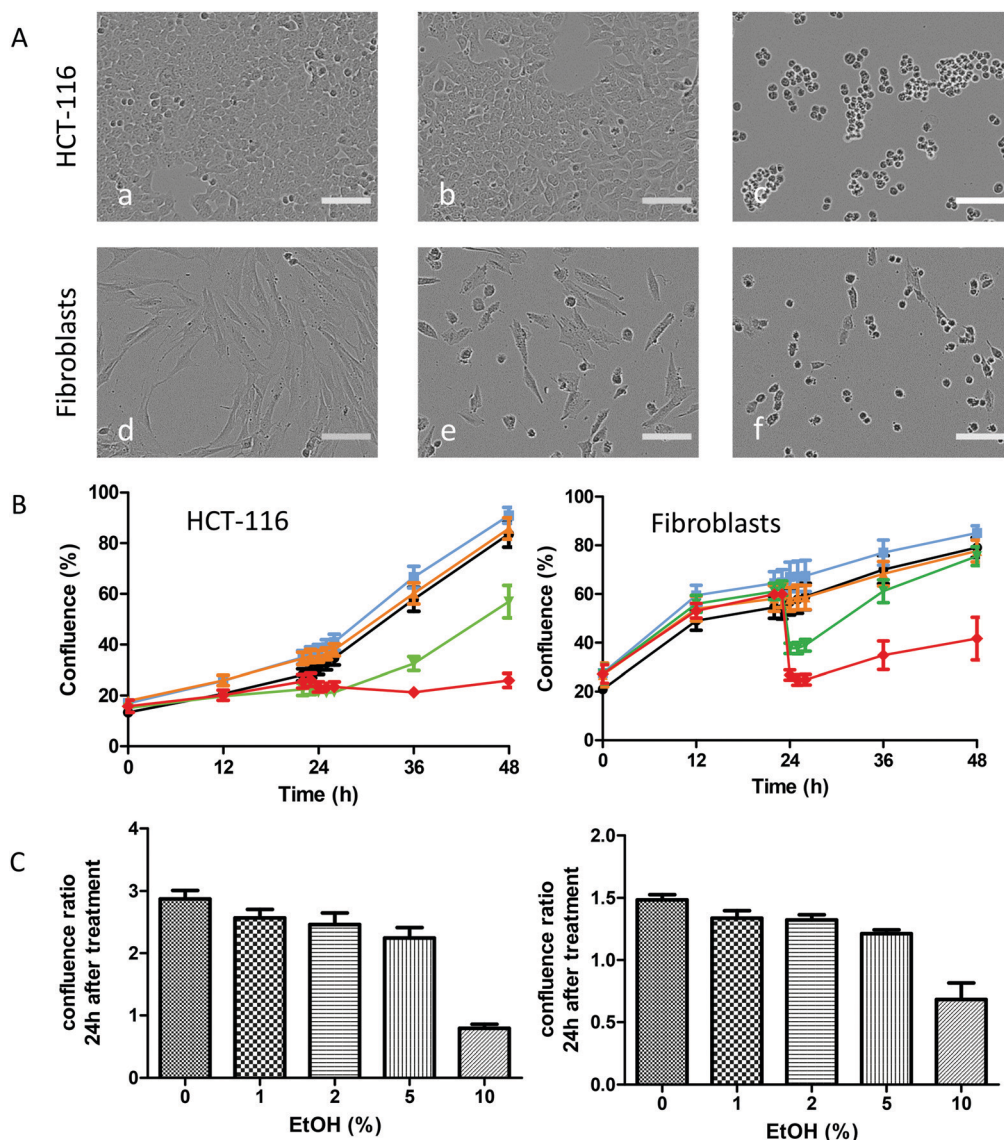 A
HCT-116
a
b
c
Fibroblasts
d
e
f
B
HCT-116
Confluence (%)
100
80
60
40
20
0
0 12 24 36 48
Time (h)
Fibroblasts
Confluence (%)
100
80
60
40
20
0
0 12 24 36 48
Time (h)
C
confluence ratio
24h after treatment
4
3
2
1
0
0 1 2 5 10
EtOH (%)
confluence ratio
24h after treatment
2.0
1.5
1.0
0.5
0.0
0 1 2 5 10
EtOH (%)